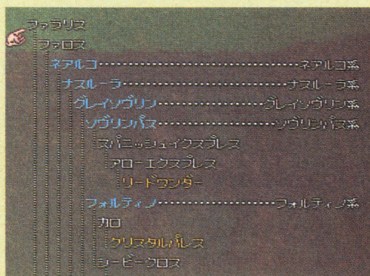 ファラリス
ファロス
ネアルコ…………………ネアルコ系
ナスルーラ………………ナスルーラ系
グレイソヴリン…………グレイソヴリン系
ソヴリンパス……………ソヴリンパス系
スパニッシュイクスプレス
アローエクスプレス
リードワンダー
フォルティノ……………フォルティノ系
カロ
クリスタルパレス
シービークロス